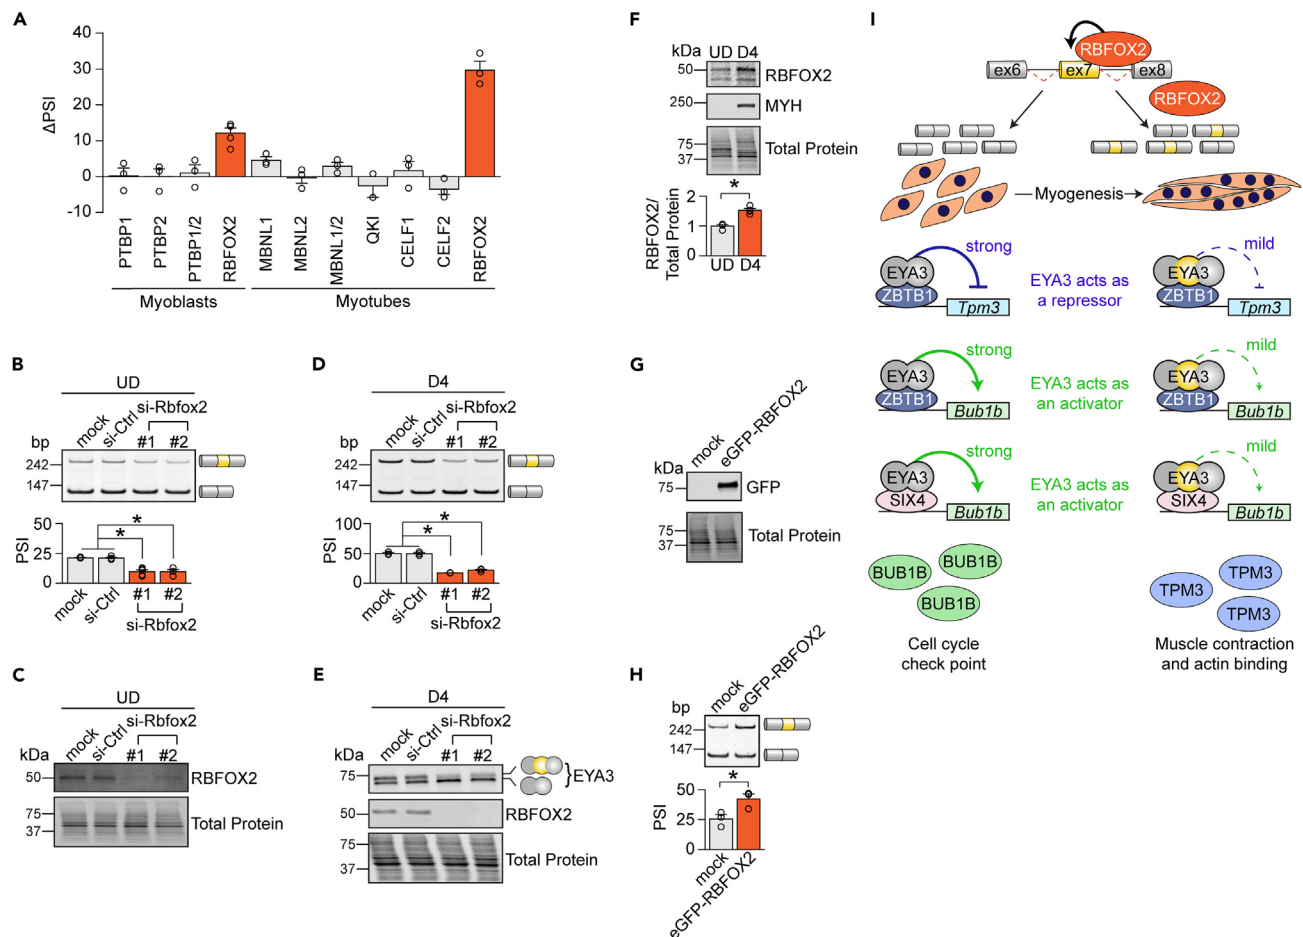 A
ΔPSI
40
30
20
10
0
-10
PTBP1
PTBP2
PTBP1/2
RBFOX2
MBNL1
MBNL2
MBNL1/2
QKI
CELF1
CELF2
RBFOX2
Myoblasts
Myotubes
B
UD
si-Rbfox2
mock
si-Ctrl
#1
#2
bp
242
147
PSI
50
25
0
*
*
mock
si-Ctrl
#1
#2
si-Rbfox2
D
D4
si-Rbfox2
mock
si-Ctrl
#1
#2
bp
242
147
PSI
100
50
0
*
*
mock
si-Ctrl
#1
#2
si-Rbfox2
C
UD
si-Rbfox2
mock
si-Ctrl
#1
#2
kDa
50
RBFOX2
75
37
Total Protein
E
D4
si-Rbfox2
mock
si-Ctrl
#1
#2
kDa
75
}EYA3
50
RBFOX2
75
37
Total Protein
F
kDa
UD D4
50
RBFOX2
250
MYH
75
37
Total Protein
RBFOX2/
Total Protein
2
1
0
*
UD D4
G
mock
eGFP-RBFOX2
kDa
75
GFP
75
37
Total Protein
H
mock
eGFP-RBFOX2
bp
242
147
PSI
50
25
0
*
mock
eGFP-RBFOX2
I
RBFOX2
ex6
ex7
ex8
RBFOX2
Myogenesis
EYA3
ZBTB1
strong
Tpm3
EYA3 acts as
a repressor
EYA3
ZBTB1
mild
Tpm3
EYA3
ZBTB1
strong
Bub1b
EYA3 acts as
an activator
EYA3
ZBTB1
mild
Bub1b
EYA3
SIX4
strong
Bub1b
EYA3 acts as
an activator
EYA3
SIX4
mild
Bub1b
BUB1B
BUB1B
BUB1B
Cell cycle
check point
TPM3
TPM3
TPM3
Muscle contraction
and actin binding